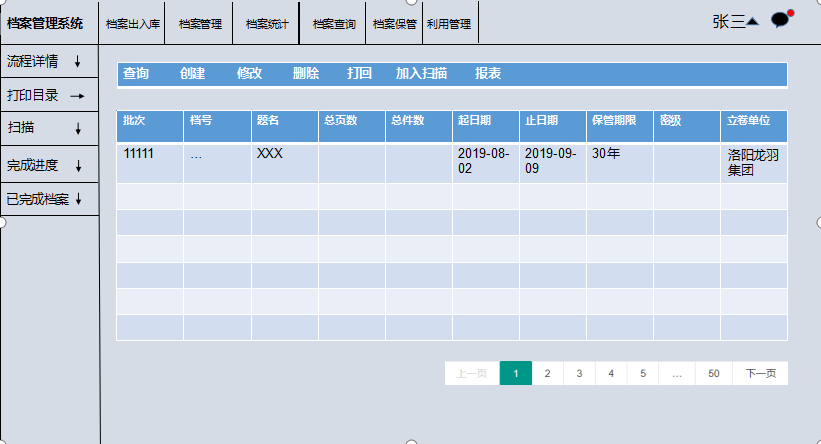 档案管理系统 档案出入库 档案管理 档案统计 档案查询 档案保管 利用管理 张三
流程详情
打印目录
扫描
完成进度
已完成档案
查询 创建 修改 删除 打回 加入扫描 报表
批次 档号 题名 总页数 总件数 起日期 止日期 保管期限 密级 立卷单位
11111 ... XXX 2019-08-02 2019-09-09 30年 洛阳龙羽集团
上一页 1 2 3 4 5 ... 50 下一页